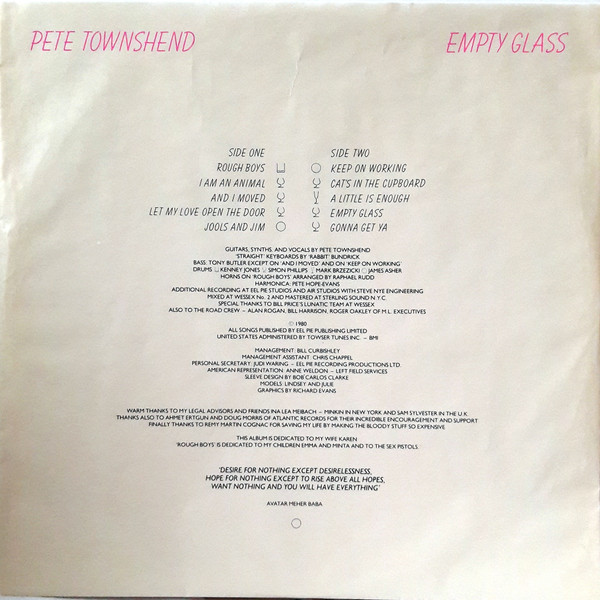 PETE TOWNSHEND
EMPTY GLASS
SIDE ONE
ROUGH BOYS
I AM AN ANIMAL
AND I MOVED
LET MY LOVE OPEN THE DOOR
JOOLS AND JIM
SIDE TWO
KEEP ON WORKING
CAT'S IN THE CUPBOARD
A LITTLE IS ENOUGH
EMPTY GLASS
GONNA GET YA
GUITARS, SYNTHS, AND VOCALS BY PETE TOWNSHEND
'STRAIGHT' KEYBOARDS BY 'RABBIT' BUNDRICK
BASS: TONY BUTLER EXCEPT ON 'AND I MOVED' AND ON 'KEEP ON WORKING'
DRUMS KENNEY JONES SIMON PHILLIPS MARK BRZEZICKI JAMES ASHER
HORNS ON 'ROUGH BOYS' ARRANGED BY RAPHAEL RUDD
HARMONICA: PETE HOPE-EVANS
ADDITIONAL RECORDING AT EEL PIE STUDIOS AND AIR STUDIOS WITH STEVE NYE ENGINEERING
MIXED AT WESSEX No. 2 AND MASTERED AT STERLING SOUND N.Y.C.
SPECIAL THANKS TO BILL PRICE'S LUNATIC TEAM AT WESSEX
ALSO TO THE ROAD CREW – ALAN ROGAN, BILL HARRISON, ROGER OAKLEY OF M.L. EXECUTIVES
© 1980
ALL SONGS PUBLISHED BY EEL PIE PUBLISHING LIMITED
UNITED STATES ADMINISTERED BY TOWSER TUNES INC. – BMI
MANAGEMENT: BILL CURBISHLEY
MANAGEMENT ASSISTANT: CHRIS CHAPPEL
PERSONAL SECRETARY: JUDI WARING – EEL PIE RECORDING PRODUCTIONS LTD.
AMERICAN REPRESENTATION: ANNE WELDON – LEFT FIELD SERVICES
SLEEVE DESIGN BY BOB CARLOS CLARKE
MODELS: LINDSEY AND JULIE
GRAPHICS BY RICHARD EVANS
WARM THANKS TO MY LEGAL ADVISORS AND FRIENDS INA LEA MEIBACH – MINKIN IN NEW YORK AND SAM SYLVESTER IN THE U.K.
THANKS ALSO TO AHMET ERTGUN AND DOUG MORRIS OF ATLANTIC RECORDS FOR THEIR INCREDIBLE ENCOURAGEMENT AND SUPPORT
FINALLY THANKS TO REMY MARTIN COGNAC FOR SAVING MY LIFE BY MAKING THE BLOODY STUFF SO EXPENSIVE
THIS ALBUM IS DEDICATED TO MY WIFE KAREN
'ROUGH BOYS' IS DEDICATED TO MY CHILDREN EMMA AND MINTA AND TO THE SEX PISTOLS.
'DESIRE FOR NOTHING EXCEPT DESIRELESSNESS,
HOPE FOR NOTHING EXCEPT TO RISE ABOVE ALL HOPES,
WANT NOTHING AND YOU WILL HAVE EVERYTHING'
AVATAR MEHER BABA